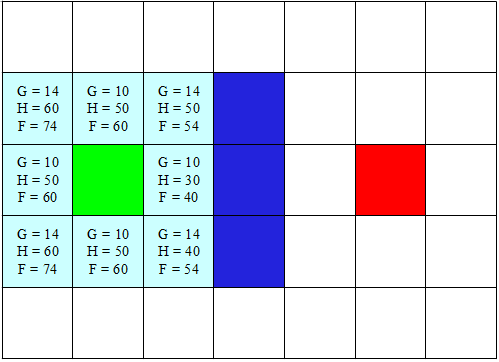 G = 14
H = 60
F = 74
G = 10
H = 50
F = 60
G = 14
H = 50
F = 54
G = 10
H = 50
F = 60
G = 10
H = 30
F = 40
G = 14
H = 60
F = 74
G = 10
H = 50
F = 60
G = 14
H = 40
F = 54